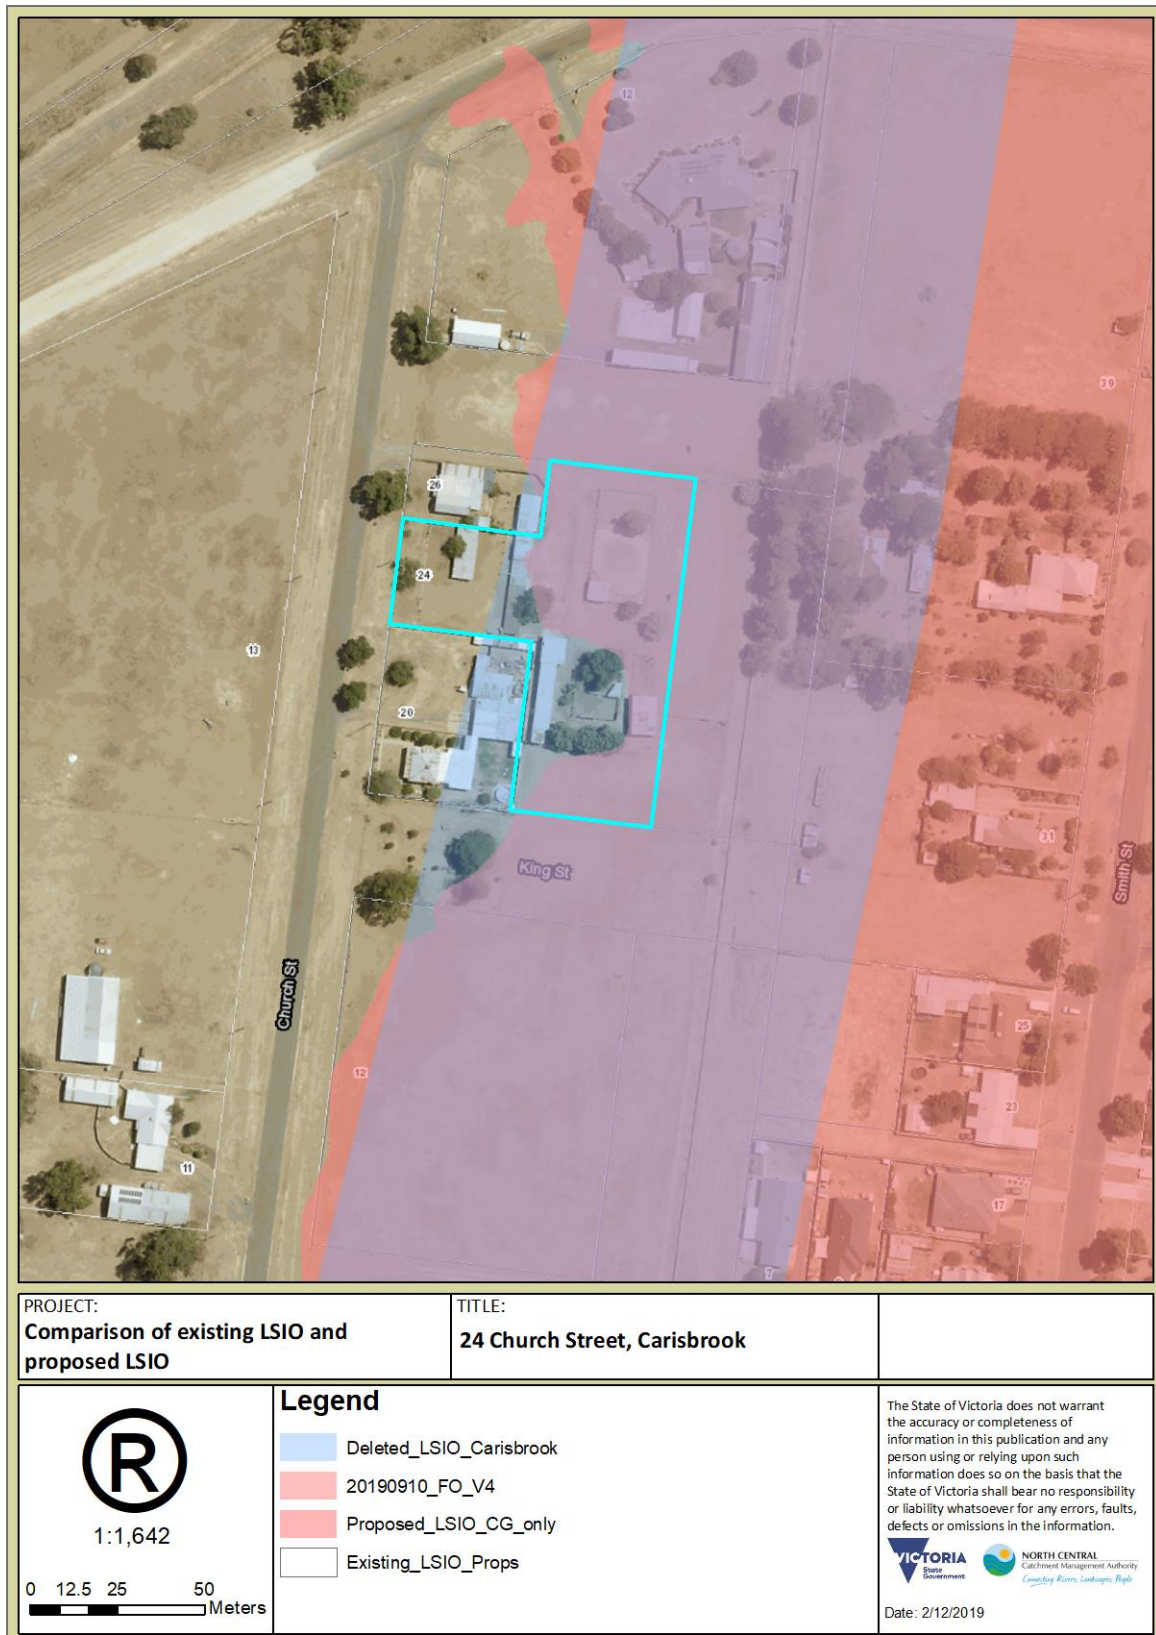 12
39
26
24
13
20
King St
31
Smith St
Church St
25
12
23
11
17
PROJECT:
Comparison of existing LSIO and
proposed LSIO
TITLE:
24 Church Street, Carisbrook
R
1:1,642
0 12.5 25 50
Meters
Legend
Deleted_LSIO_Carisbrook
20190910_FO_V4
Proposed_LSIO_CG_only
Existing_LSIO_Props
The State of Victoria does not warrant
the accuracy or completeness of
information in this publication and any
person using or relying upon such
information does so on the basis that the
State of Victoria shall bear no responsibility
or liability whatsoever for any errors, faults,
defects or omissions in the information.
VICTORIA
State
Government
NORTH CENTRAL
Catchment Management Authority
Connecting Rivers, Landscapes, People
Date: 2/12/2019